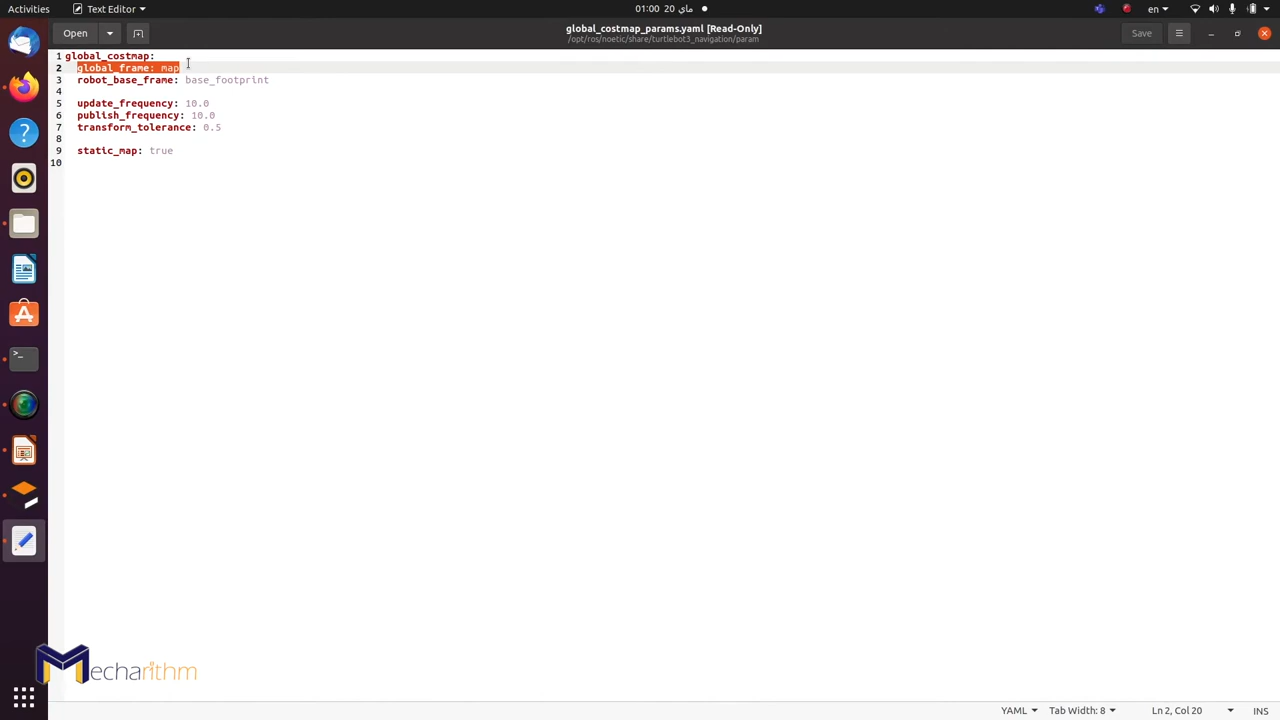 Activities Text Editor 01:00 20 ماي en
Open global_costmap_params.yaml [Read-Only] Save
/opt/ros/noetic/share/turtlebot3_navigation/param
1 global_costmap:
2 global_frame: map
3 robot_base_frame: base_footprint
4
5 update_frequency: 10.0
6 publish_frequency: 10.0
7 transform_tolerance: 0.5
8
9 static_map: true
10
Mecharithm
YAML Tab Width: 8 Ln 2, Col 20 INS